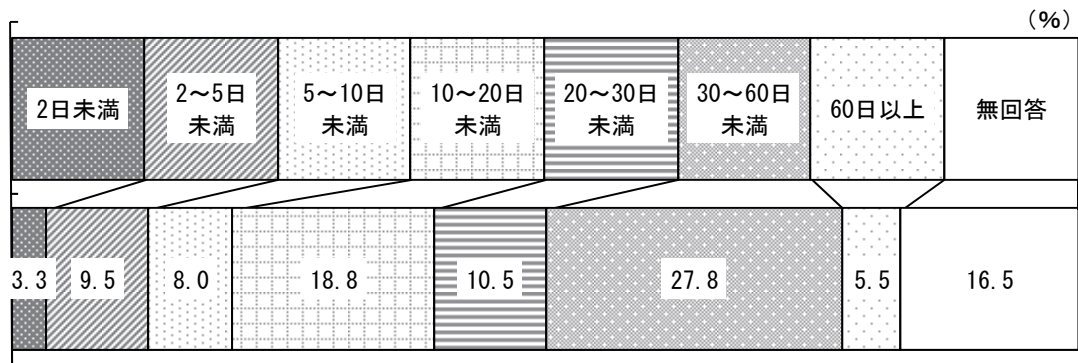 （%）
2日未満
2～5日
未満
5～10日
未満
10～20日
未満
20～30日
未満
30～60日
未満
60日以上
無回答
3.3
9.5
8.0
18.8
10.5
27.8
5.5
16.5